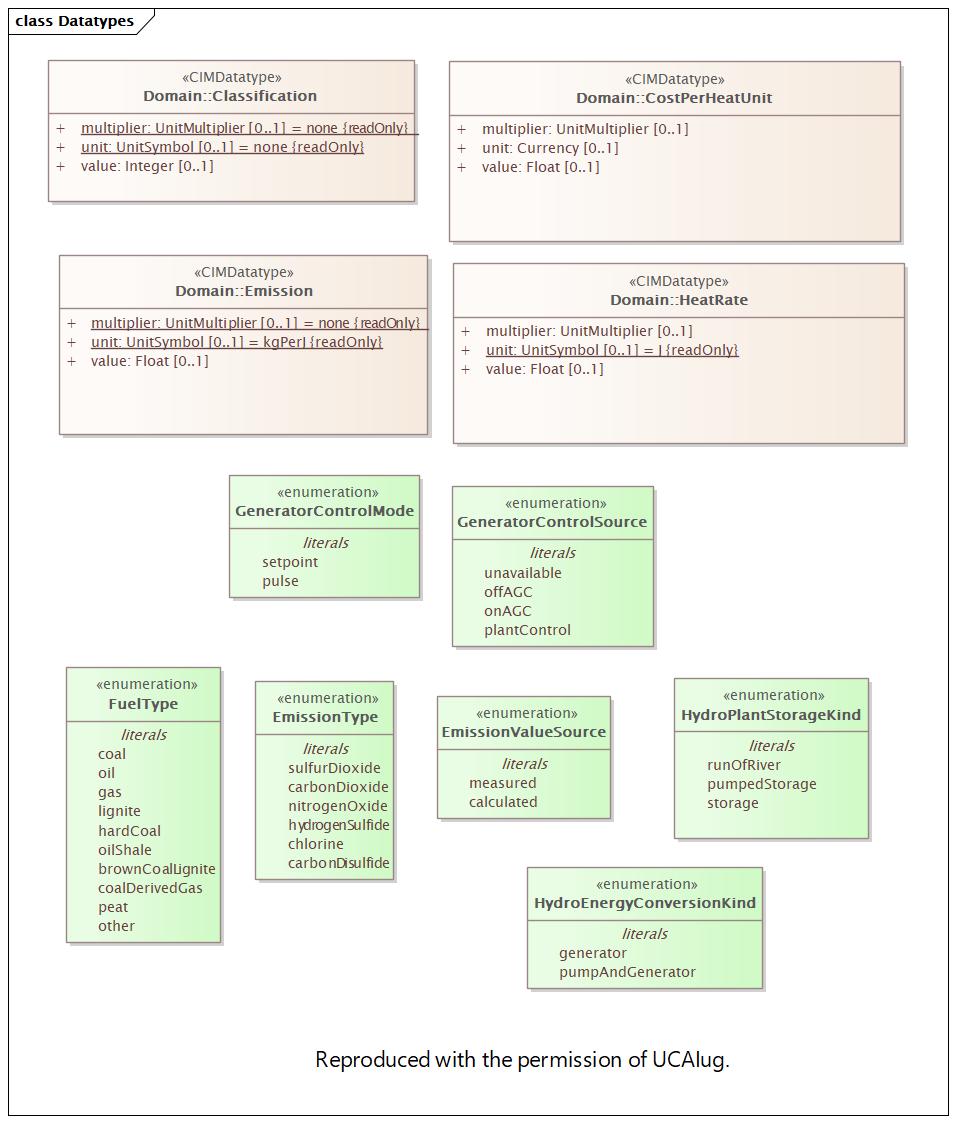 class Datatypes
«CIMDatatype»
Domain::Classification
+ multiplier: UnitMultiplier [0..1] = none {readOnly}
+ unit: UnitSymbol [0..1] = none {readOnly}
+ value: Integer [0..1]
«CIMDatatype»
Domain::CostPerHeatUnit
+ multiplier: UnitMultiplier [0..1]
+ unit: Currency [0..1]
+ value: Float [0..1]
«CIMDatatype»
Domain::Emission
+ multiplier: UnitMultiplier [0..1] = none {readOnly}
+ unit: UnitSymbol [0..1] = kgPerJ {readOnly}
+ value: Float [0..1]
«CIMDatatype»
Domain::HeatRate
+ multiplier: UnitMultiplier [0..1]
+ unit: UnitSymbol [0..1] = J {readOnly}
+ value: Float [0..1]
«enumeration»
GeneratorControlMode
literals
setpoint
pulse
«enumeration»
GeneratorControlSource
literals
unavailable
offAGC
onAGC
plantControl
«enumeration»
FuelType
literals
coal
oil
gas
lignite
hardCoal
oilShale
brownCoalLignite
coalDerivedGas
peat
other
«enumeration»
EmissionType
literals
sulfurDioxide
carbonDioxide
nitrogenOxide
hydrogenSulfide
chlorine
carbonDisulfide
«enumeration»
EmissionValueSource
literals
measured
calculated
«enumeration»
HydroPlantStorageKind
literals
runOfRiver
pumpedStorage
storage
«enumeration»
HydroEnergyConversionKind
literals
generator
pumpAndGenerator
Reproduced with the permission of UCAIug.